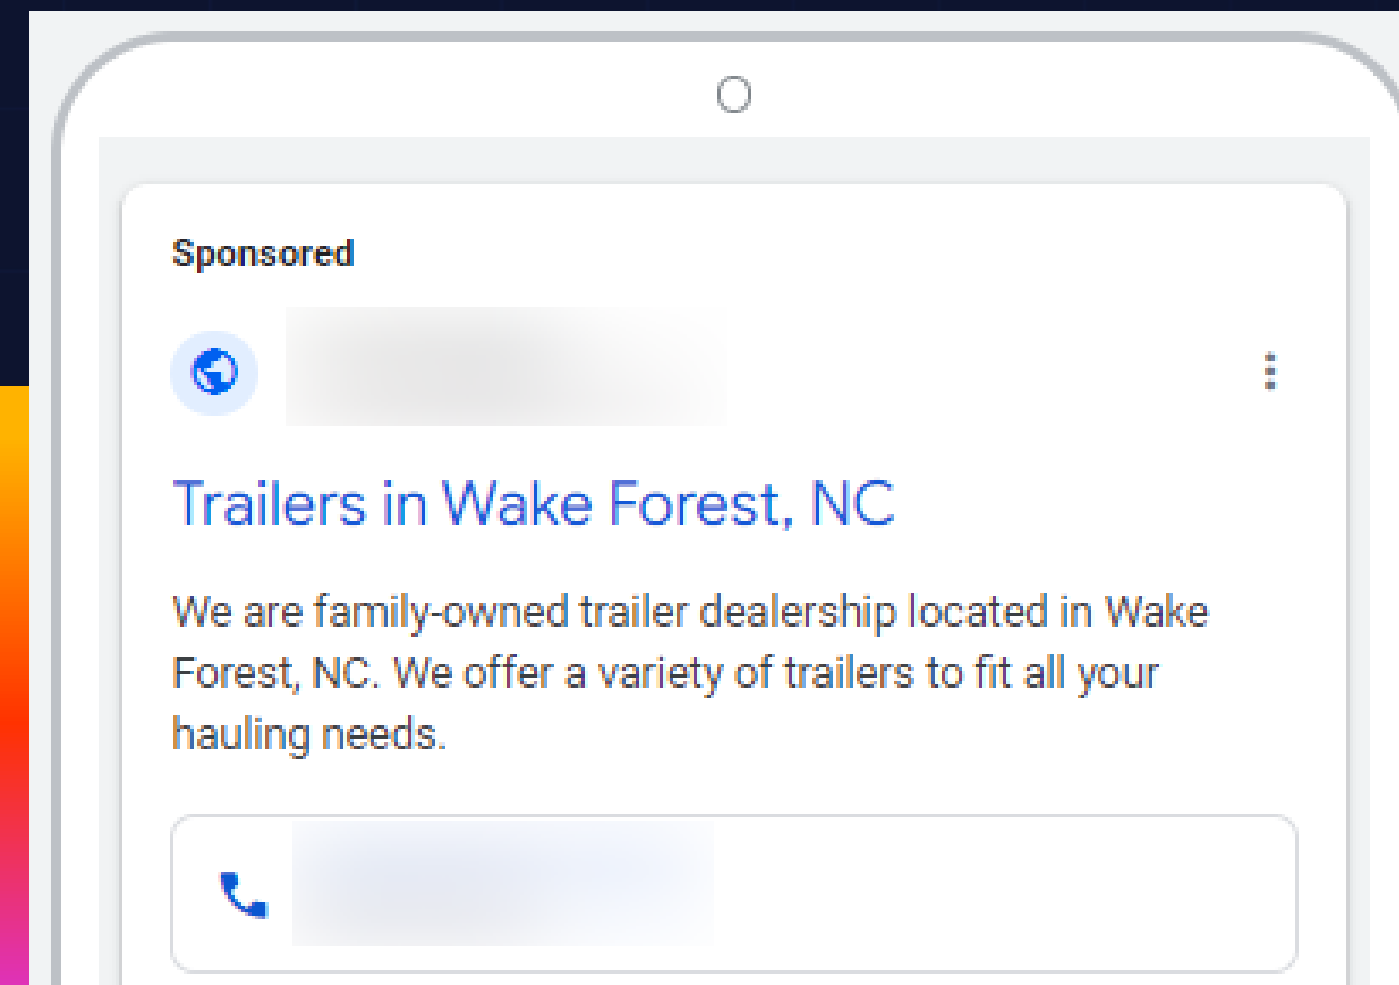 Sponsored
Trailers in Wake Forest, NC
We are family-owned trailer dealership located in Wake
Forest, NC. We offer a variety of trailers to fit all your
hauling needs.